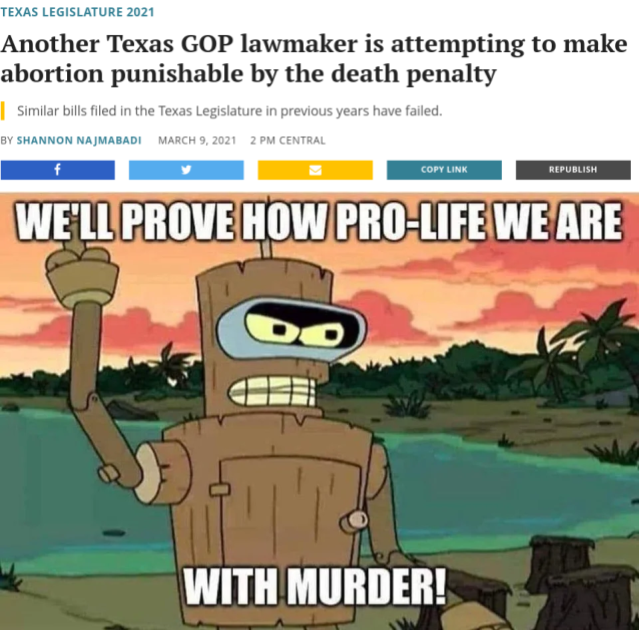 TEXAS LEGISLATURE 2021
Another Texas GOP lawmaker is attempting to make
abortion punishable by the death penalty
Similar bills filed in the Texas Legislature in previous years have failed.
BY SHANNON NAJMABADI MARCH 9, 2021 2 PM CENTRAL
f COPY LINK REPUBLISH
WE'LL PROVE HOW PRO-LIFE WE ARE
WITH MURDER!